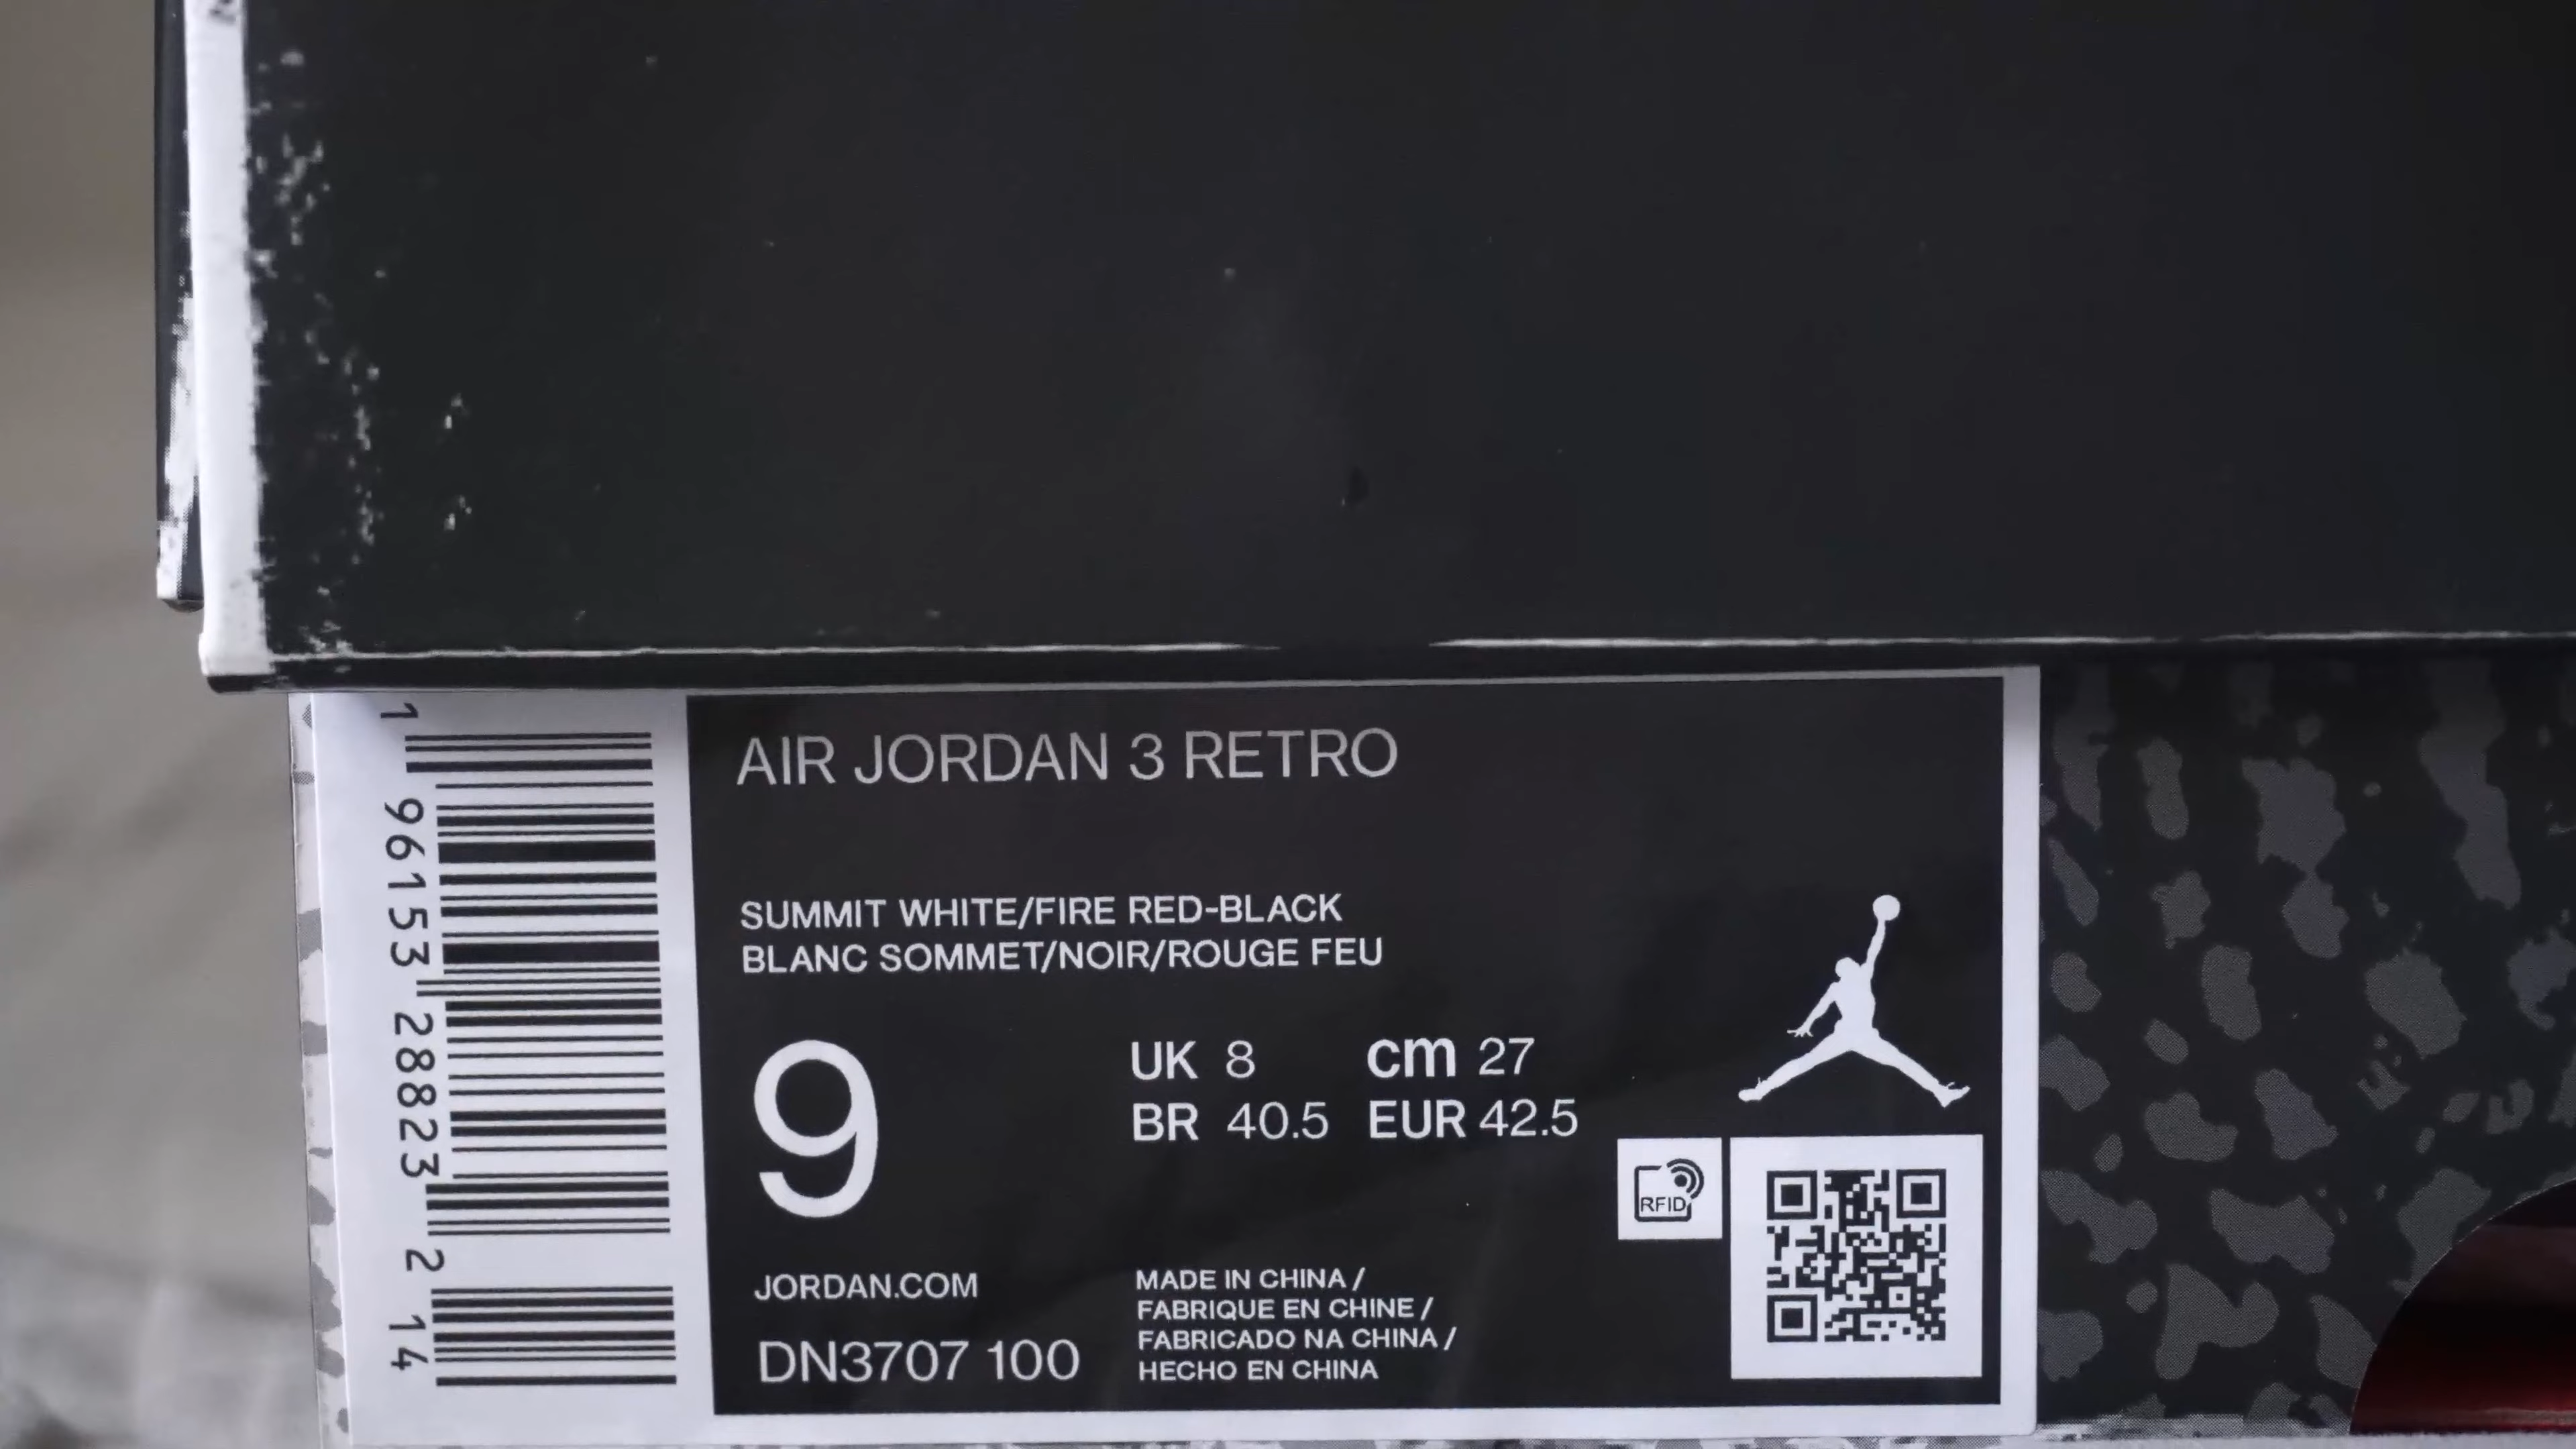 AIR JORDAN 3 RETRO
SUMMIT WHITE/FIRE RED-BLACK
BLANC SOMMET/NOIR/ROUGE FEU
9
UK 8 cm 27
BR 40.5 EUR 42.5
RFID
JORDAN.COM
DN3707 100
MADE IN CHINA /
FABRIQUE EN CHINE /
FABRICADO NA CHINA /
HECHO EN CHINA
1 96153 28823 2 14